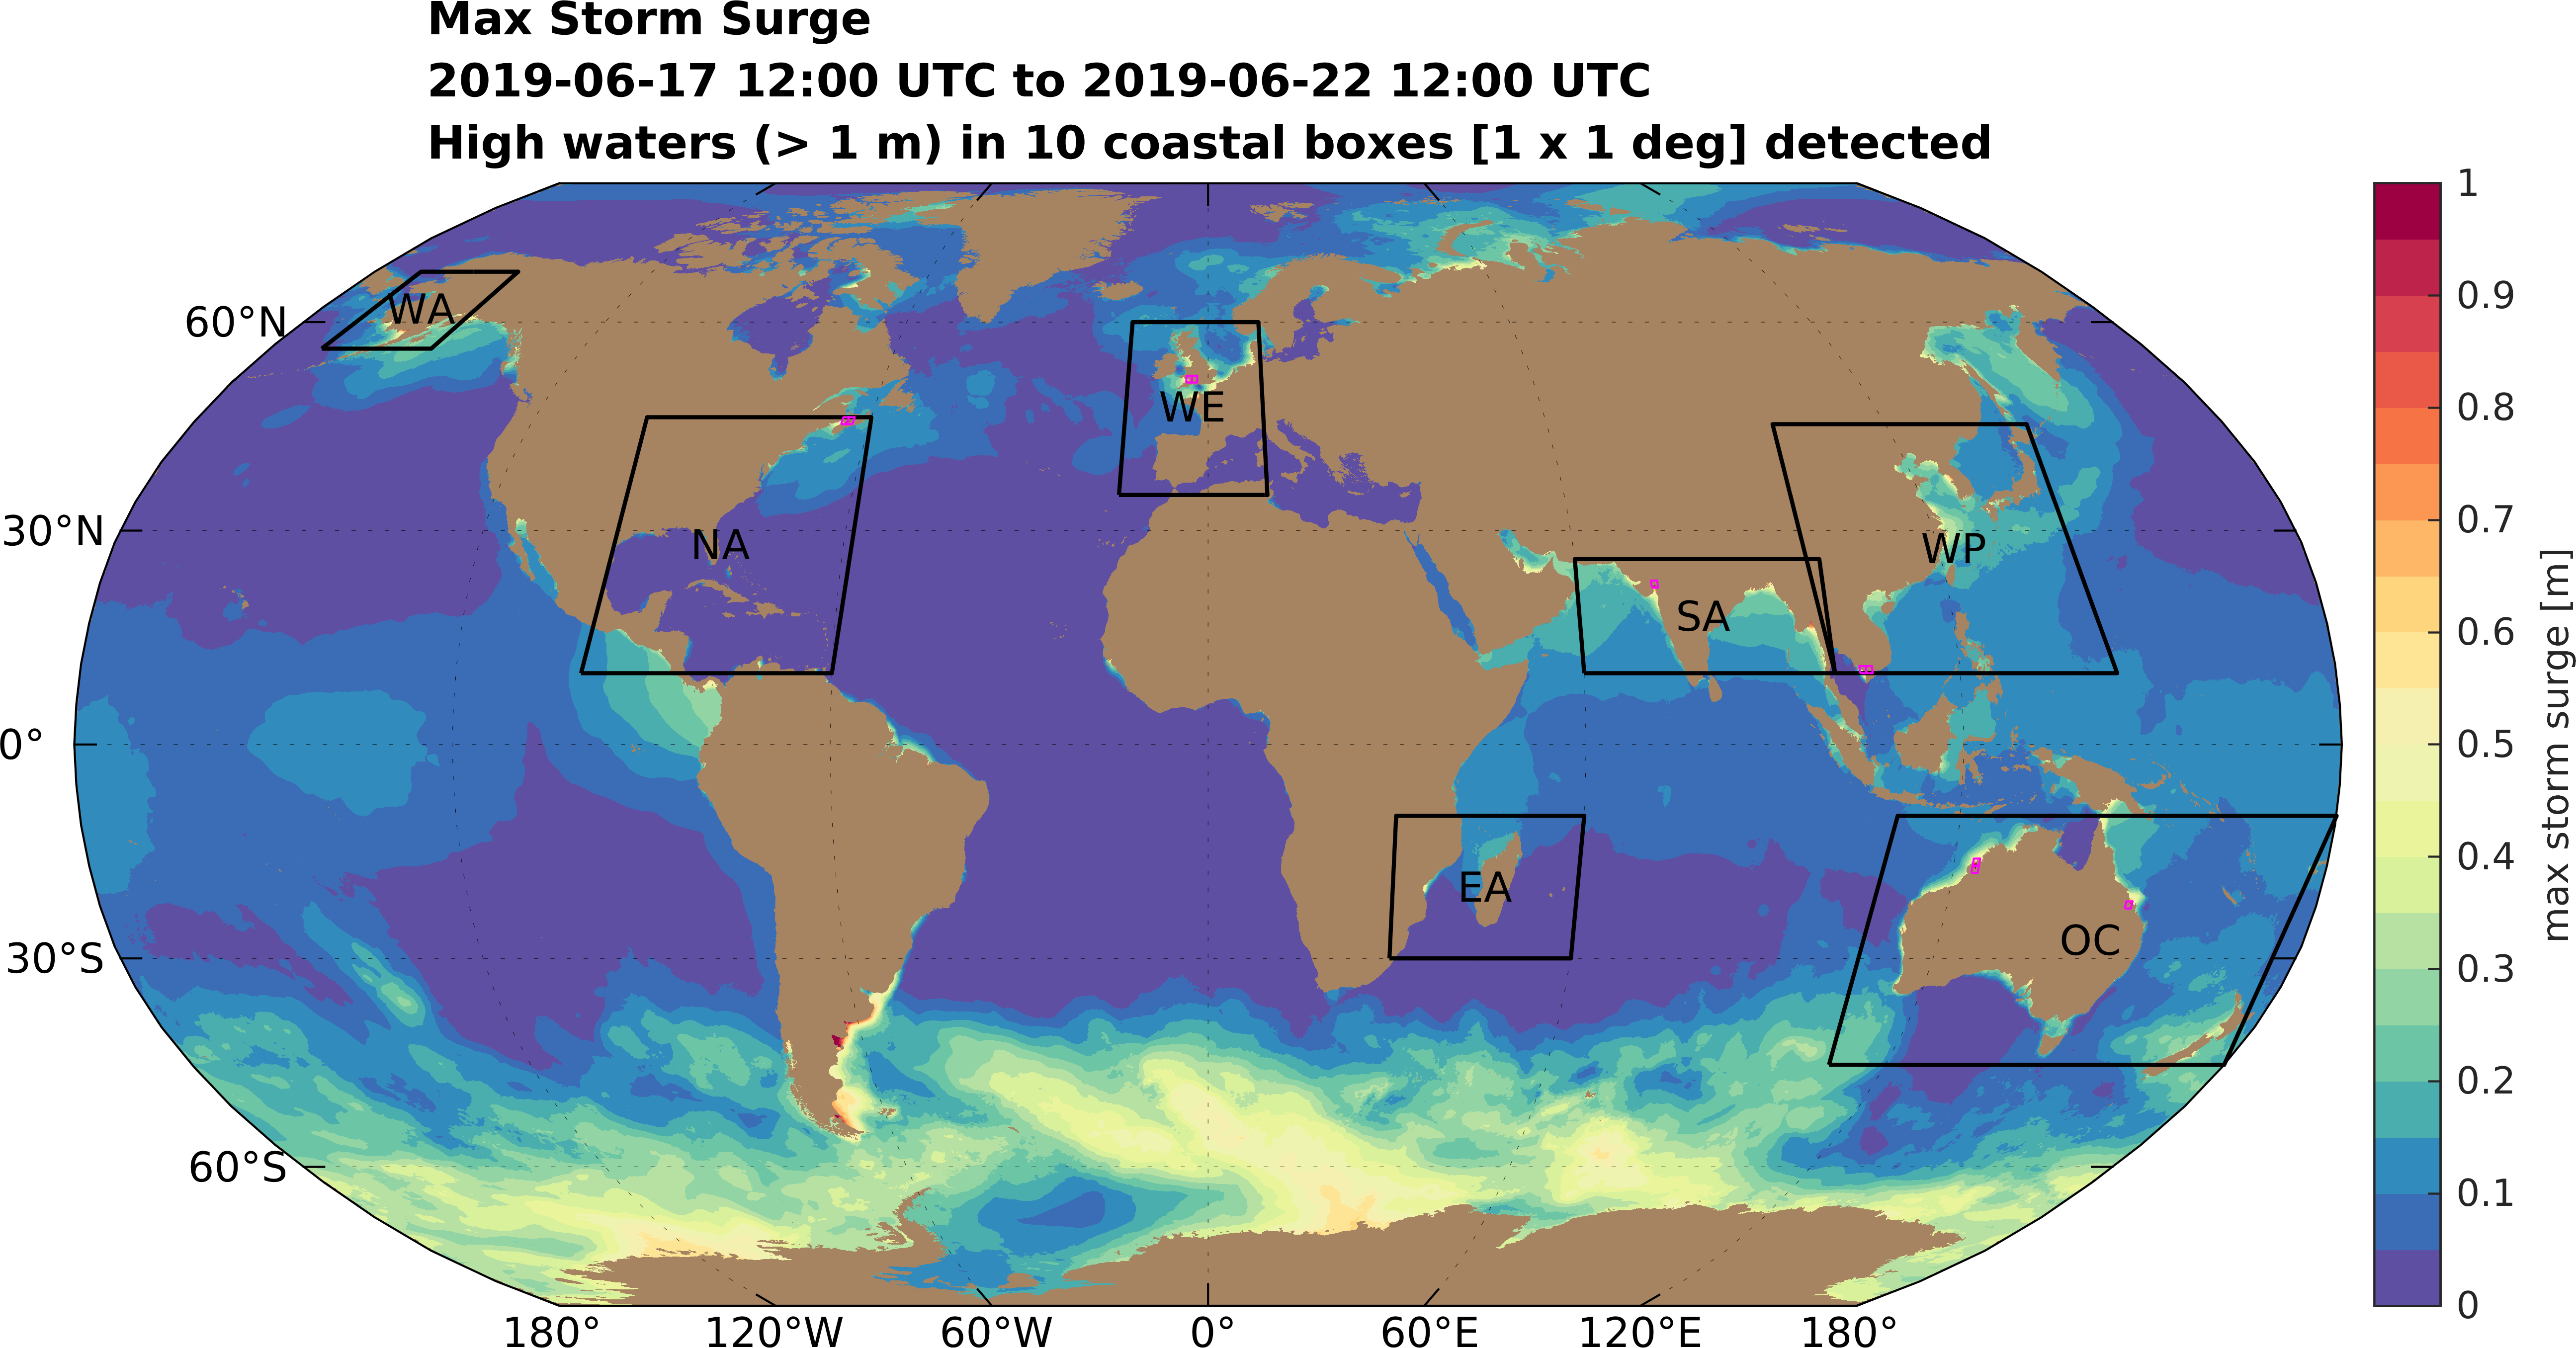 Max Storm Surge
2019-06-17 12:00 UTC to 2019-06-22 12:00 UTC
High waters (> 1 m) in 10 coastal boxes [1 x 1 deg] detected
60°N
30°N
0°
30°S
60°S
WA
NA
WE
SA
WP
EA
OC
180°
120°W
60°W
0°
60°E
120°E
180°
1
0.9
0.8
0.7
0.6
0.5
0.4
0.3
0.2
0.1
0
max storm surge [m]